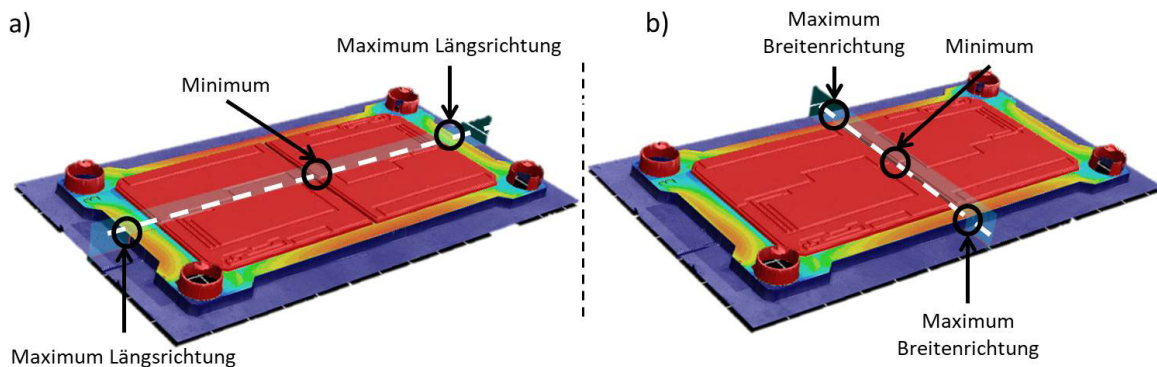 a)
Maximum Längsrichtung
Minimum
Maximum Längsrichtung
b)
Maximum
Breitenrichtung
Minimum
Maximum
Breitenrichtung